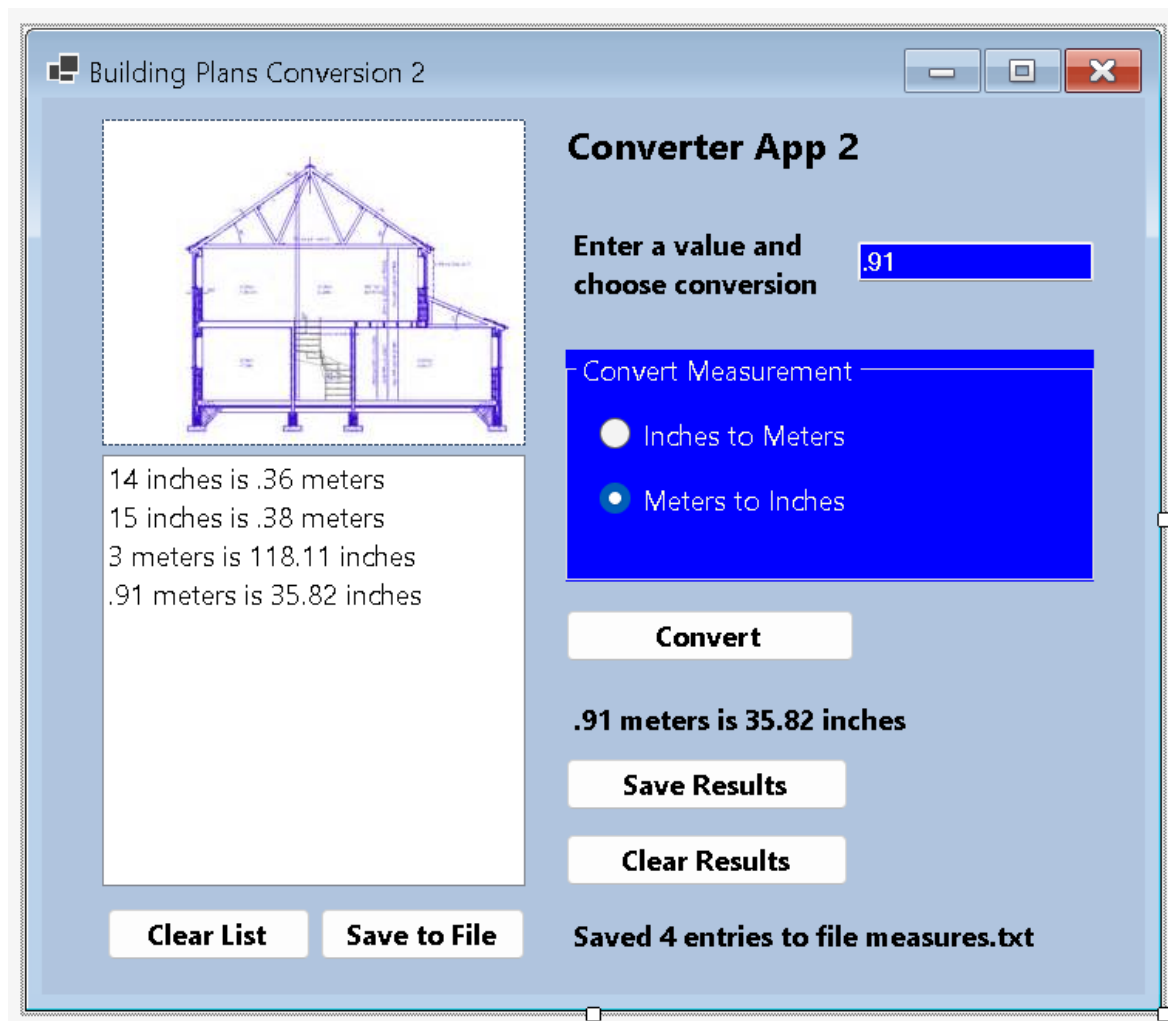 Building Plans Conversion 2
Converter App 2
Enter a value and
choose conversion
.91
Convert Measurement
Inches to Meters
Meters to Inches
14 inches is .36 meters
15 inches is .38 meters
3 meters is 118.11 inches
.91 meters is 35.82 inches
Convert
.91 meters is 35.82 inches
Save Results
Clear Results
Clear List
Save to File
Saved 4 entries to file measures.txt